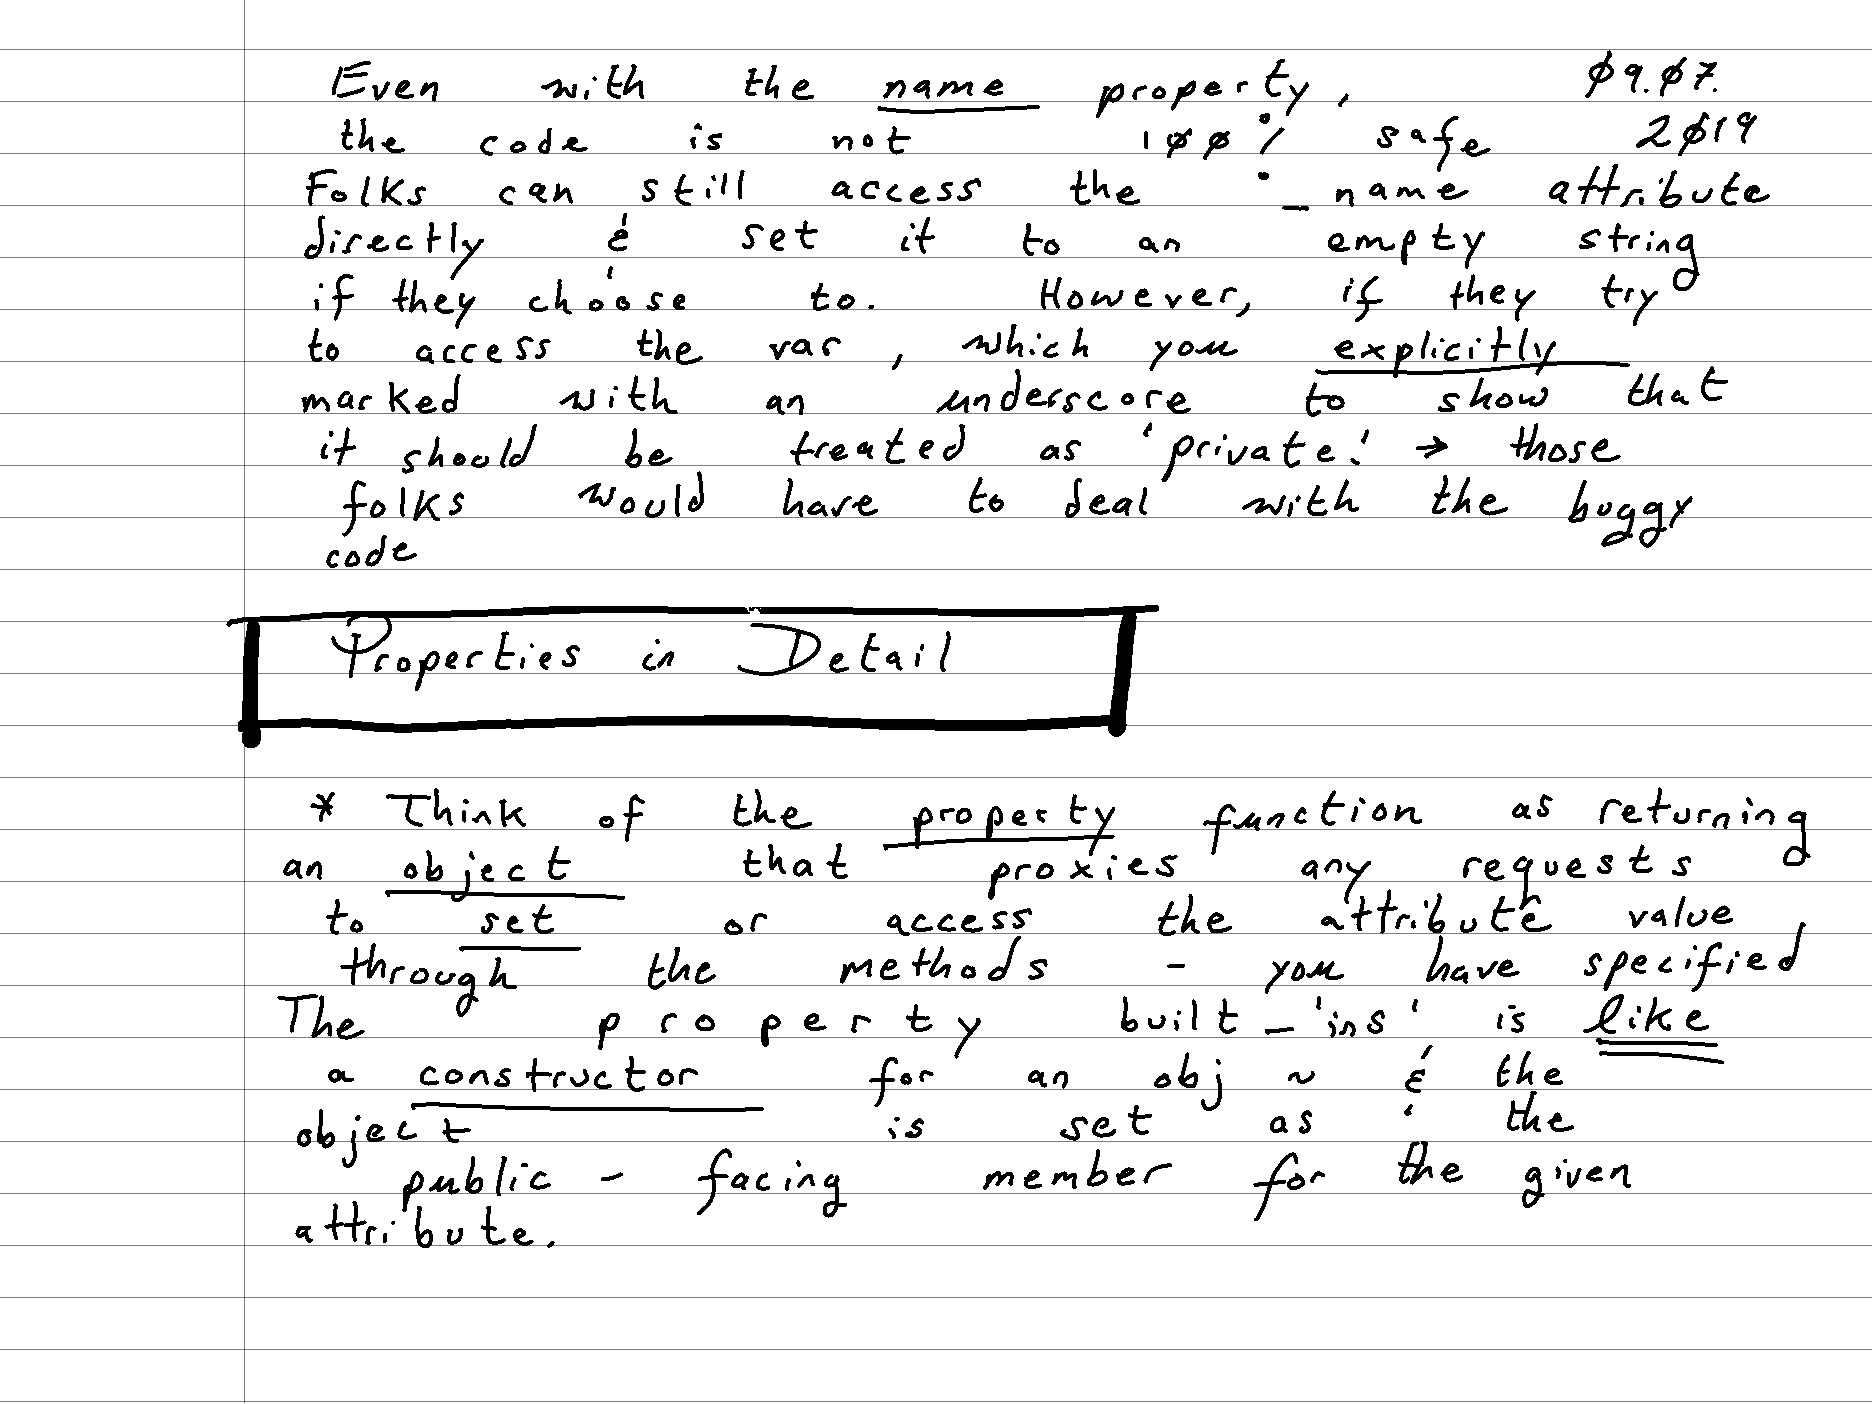 Even with the name property, 09.07.
the code is not 100% safe 2019
Folks can still access the _name attribute
directly & set it to an empty string
if they choose to. However, if they try
to access the var, which you explicitly
marked with an underscore to show that
it should be treated as 'private.' → those
folks would have to deal with the buggy
code
Properties in Detail
* Think of the property function as returning
an object that proxies any requests
to set or access the attribute value
through the methods - you have specified
The property built-'ins' is like
a constructor for an obj ~ & the
object is set as the
public-facing member for the given
attribute.